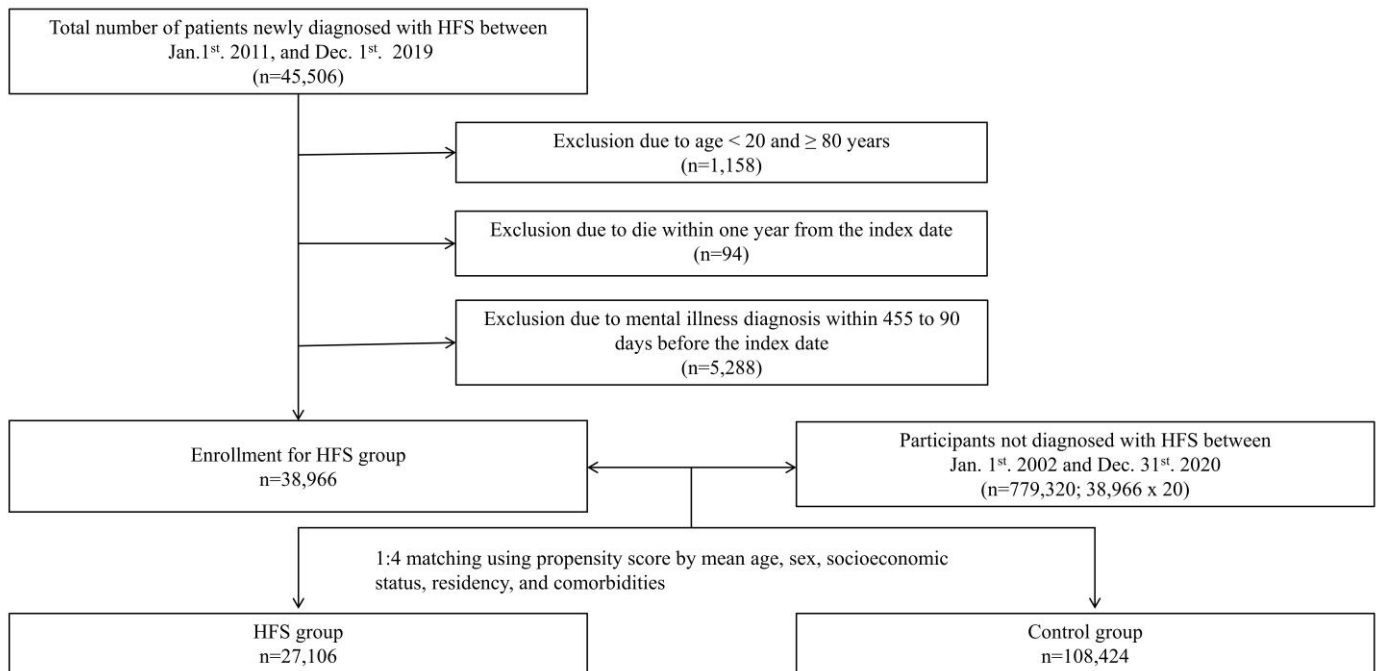 Total number of patients newly diagnosed with HFS between
Jan.1st. 2011, and Dec. 1st. 2019
(n=45,506)
Exclusion due to age < 20 and ≥ 80 years
(n=1,158)
Exclusion due to die within one year from the index date
(n=94)
Exclusion due to mental illness diagnosis within 455 to 90
days before the index date
(n=5,288)
Enrollment for HFS group
n=38,966
Participants not diagnosed with HFS between
Jan. 1st. 2002 and Dec. 31st. 2020
(n=779,320; 38,966 x 20)
1:4 matching using propensity score by mean age, sex, socioeconomic
status, residency, and comorbidities
HFS group
n=27,106
Control group
n=108,424